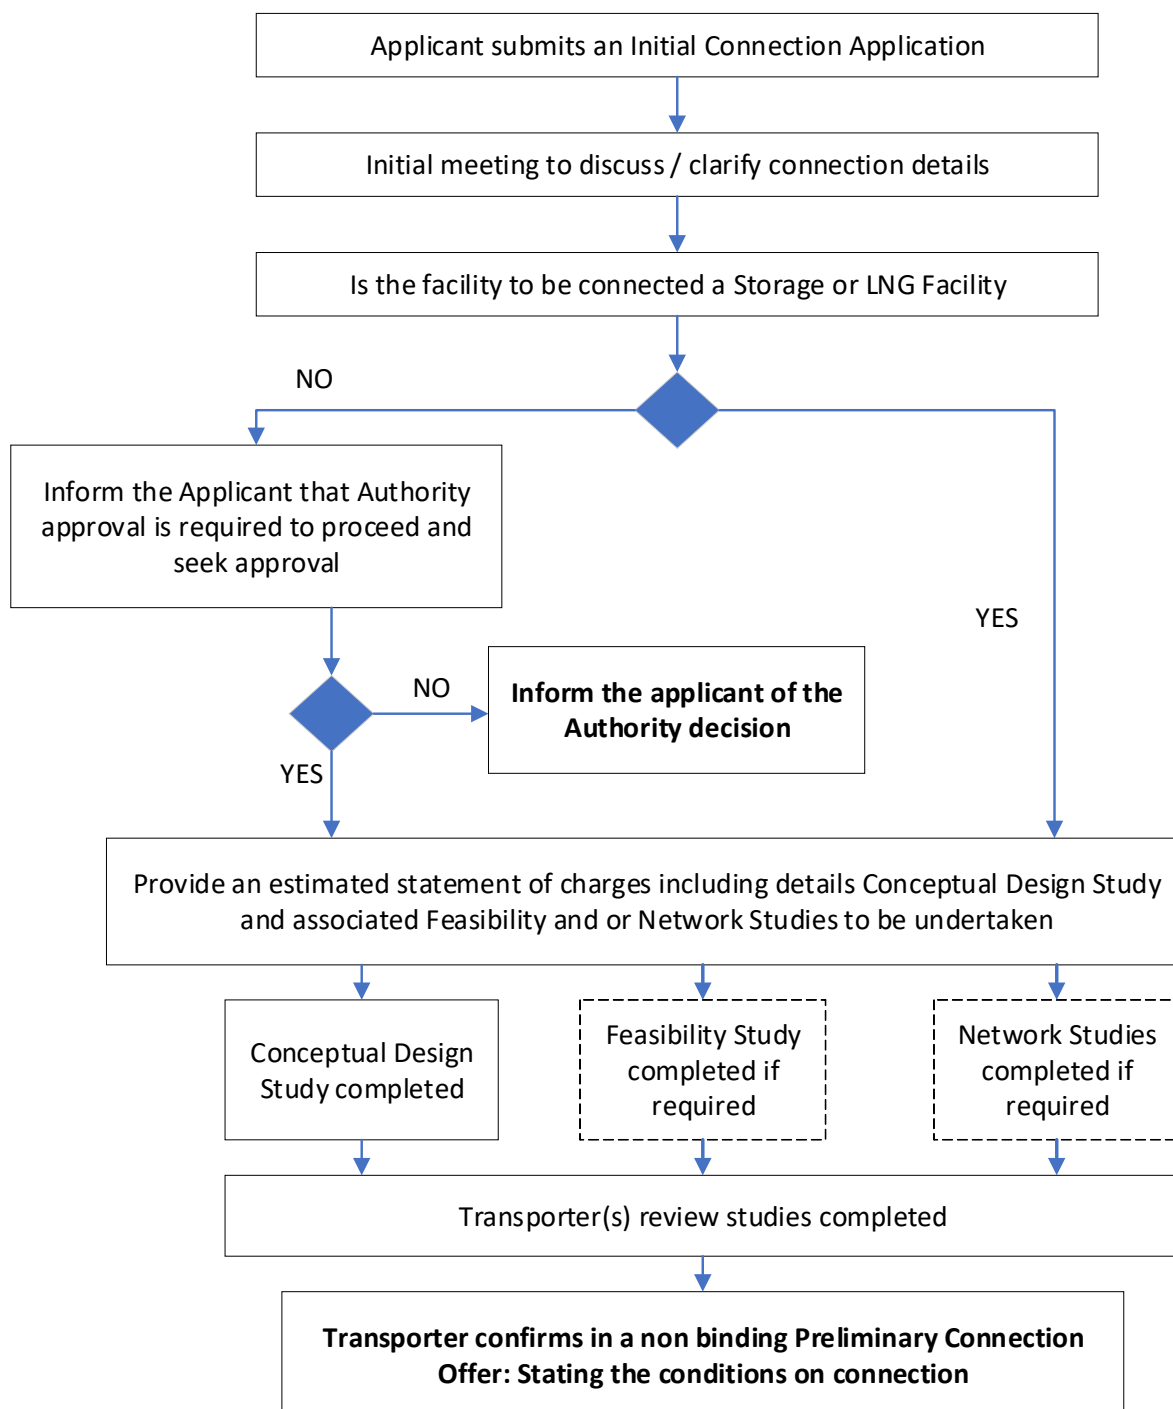 Applicant submits an Initial Connection Application
Initial meeting to discuss / clarify connection details
Is the facility to be connected a Storage or LNG Facility
NO
Inform the Applicant that Authority
approval is required to proceed and
seek approval
YES
NO
Inform the applicant of the
Authority decision
YES
Provide an estimated statement of charges including details Conceptual Design Study
and associated Feasibility and or Network Studies to be undertaken
Conceptual Design
Study completed
Feasibility Study
completed if
required
Network Studies
completed if
required
Transporter(s) review studies completed
Transporter confirms in a non binding Preliminary Connection
Offer: Stating the conditions on connection